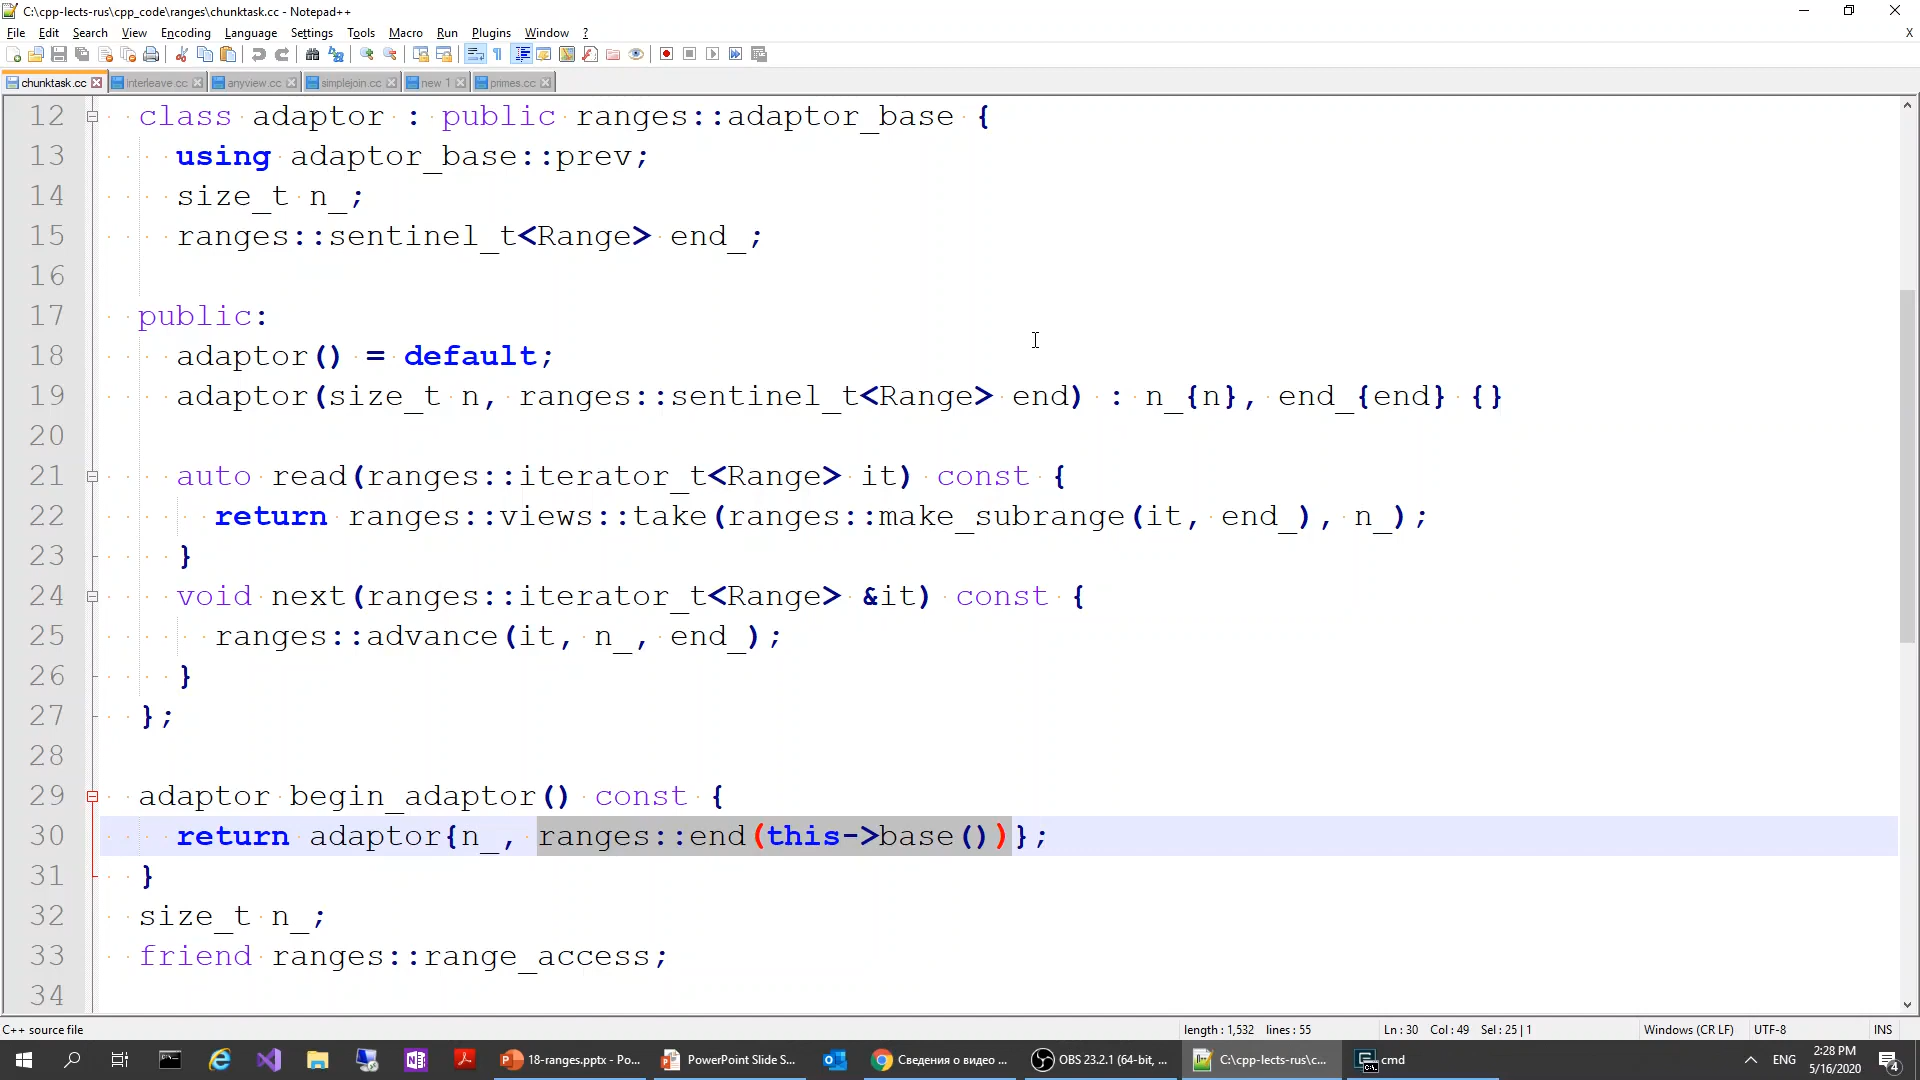 C:\cpp-lects-rus\cpp_code\ranges\chunktask.cc - Notepad++
File Edit Search View Encoding Language Settings Tools Macro Run Plugins Window ? X
chunktask.cc interleave.cc anyview.cc simplejoin.cc new 1 primes.cc
12 class adaptor : public ranges::adaptor_base {
13 using adaptor_base::prev;
14 size_t n_;
15 ranges::sentinel_t<Range> end_;
16
17 public:
18 adaptor() = default;
19 adaptor(size_t n, ranges::sentinel_t<Range> end) : n_{n}, end_{end} {}
20
21 auto read(ranges::iterator_t<Range> it) const {
22 return ranges::views::take(ranges::make_subrange(it, end_), n_);
23 }
24 void next(ranges::iterator_t<Range> &it) const {
25 ranges::advance(it, n_, end_);
26 }
27 };
28
29 adaptor begin_adaptor() const {
30 return adaptor{n_, ranges::end(this->base())};
31 }
32 size_t n_;
33 friend ranges::range_access;
34
C++ source file length : 1,532 lines : 55 Ln : 30 Col : 49 Sel : 25 | 1 Windows (CR LF) UTF-8 INS
18-ranges.pptx - Po... PowerPoint Slide S... Сведения о видео ... OBS 23.2.1 (64-bit, ... C:\cpp-lects-rus\c... cmd ENG 2:28 PM
5/16/2020 4